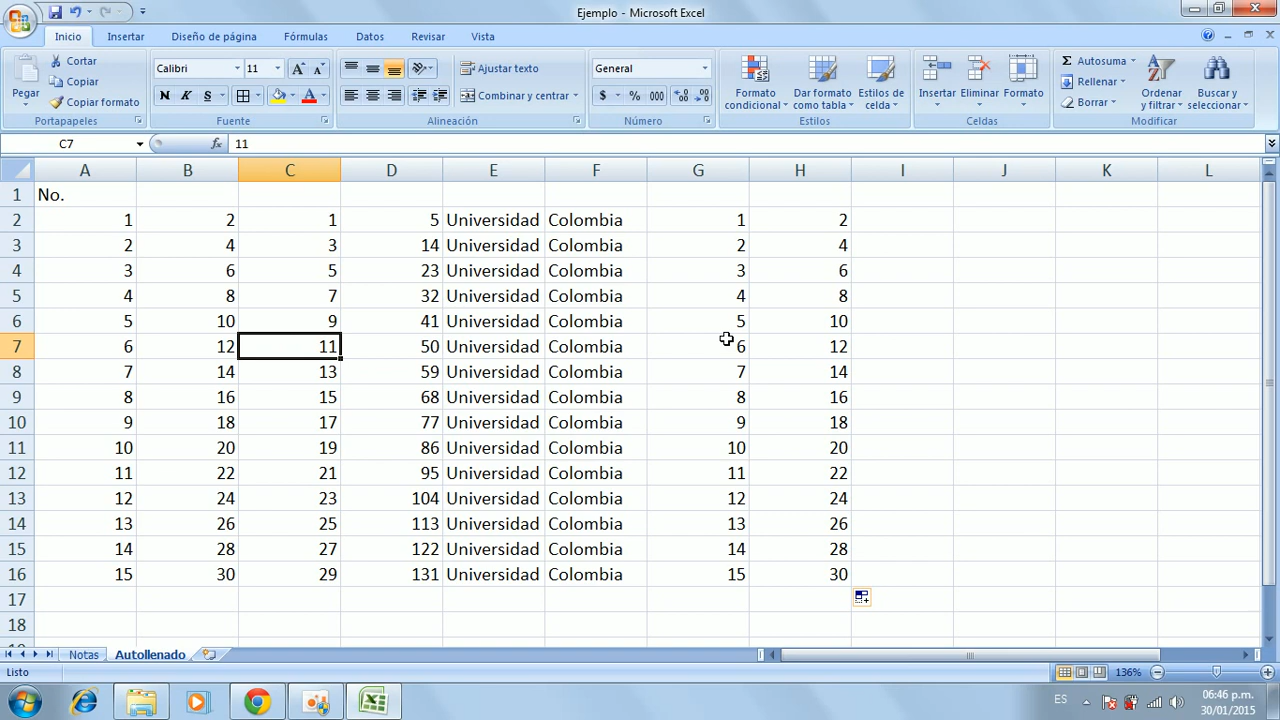 Ejemplo - Microsoft Excel
Inicio Insertar Diseño de página Fórmulas Datos Revisar Vista
Pegar Cortar Copiar Copiar formato Portapapeles
Calibri 11 N K S A Fuente
Ajustar texto Combinar y centrar Alineación
General $ % 000 Número
Formato condicional Dar formato como tabla Estilos de celda Estilos
Insertar Eliminar Formato Celdas
Autosuma Rellenar Borrar Ordenar y filtrar Buscar y seleccionar Modificar
C7 fx 11
A B C D E F G H I J K L
1 No.
2 1 2 1 5 Universidad Colombia 1 2
3 2 4 3 14 Universidad Colombia 2 4
4 3 6 5 23 Universidad Colombia 3 6
5 4 8 7 32 Universidad Colombia 4 8
6 5 10 9 41 Universidad Colombia 5 10
7 6 12 11 50 Universidad Colombia 6 12
8 7 14 13 59 Universidad Colombia 7 14
9 8 16 15 68 Universidad Colombia 8 16
10 9 18 17 77 Universidad Colombia 9 18
11 10 20 19 86 Universidad Colombia 10 20
12 11 22 21 95 Universidad Colombia 11 22
13 12 24 23 104 Universidad Colombia 12 24
14 13 26 25 113 Universidad Colombia 13 26
15 14 28 27 122 Universidad Colombia 14 28
16 15 30 29 131 Universidad Colombia 15 30
17
18
Notas Autollenado
Listo 136%
ES 06:46 p.m.
30/01/2015